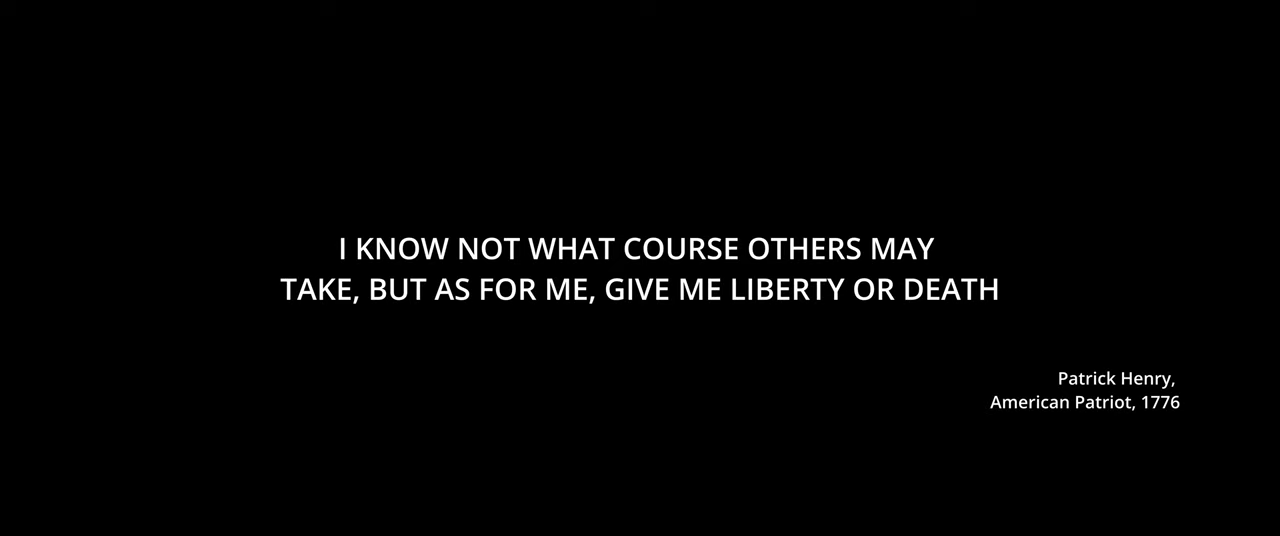 I KNOW NOT WHAT COURSE OTHERS MAY
TAKE, BUT AS FOR ME, GIVE ME LIBERTY OR DEATH
Patrick Henry,
American Patriot, 1776